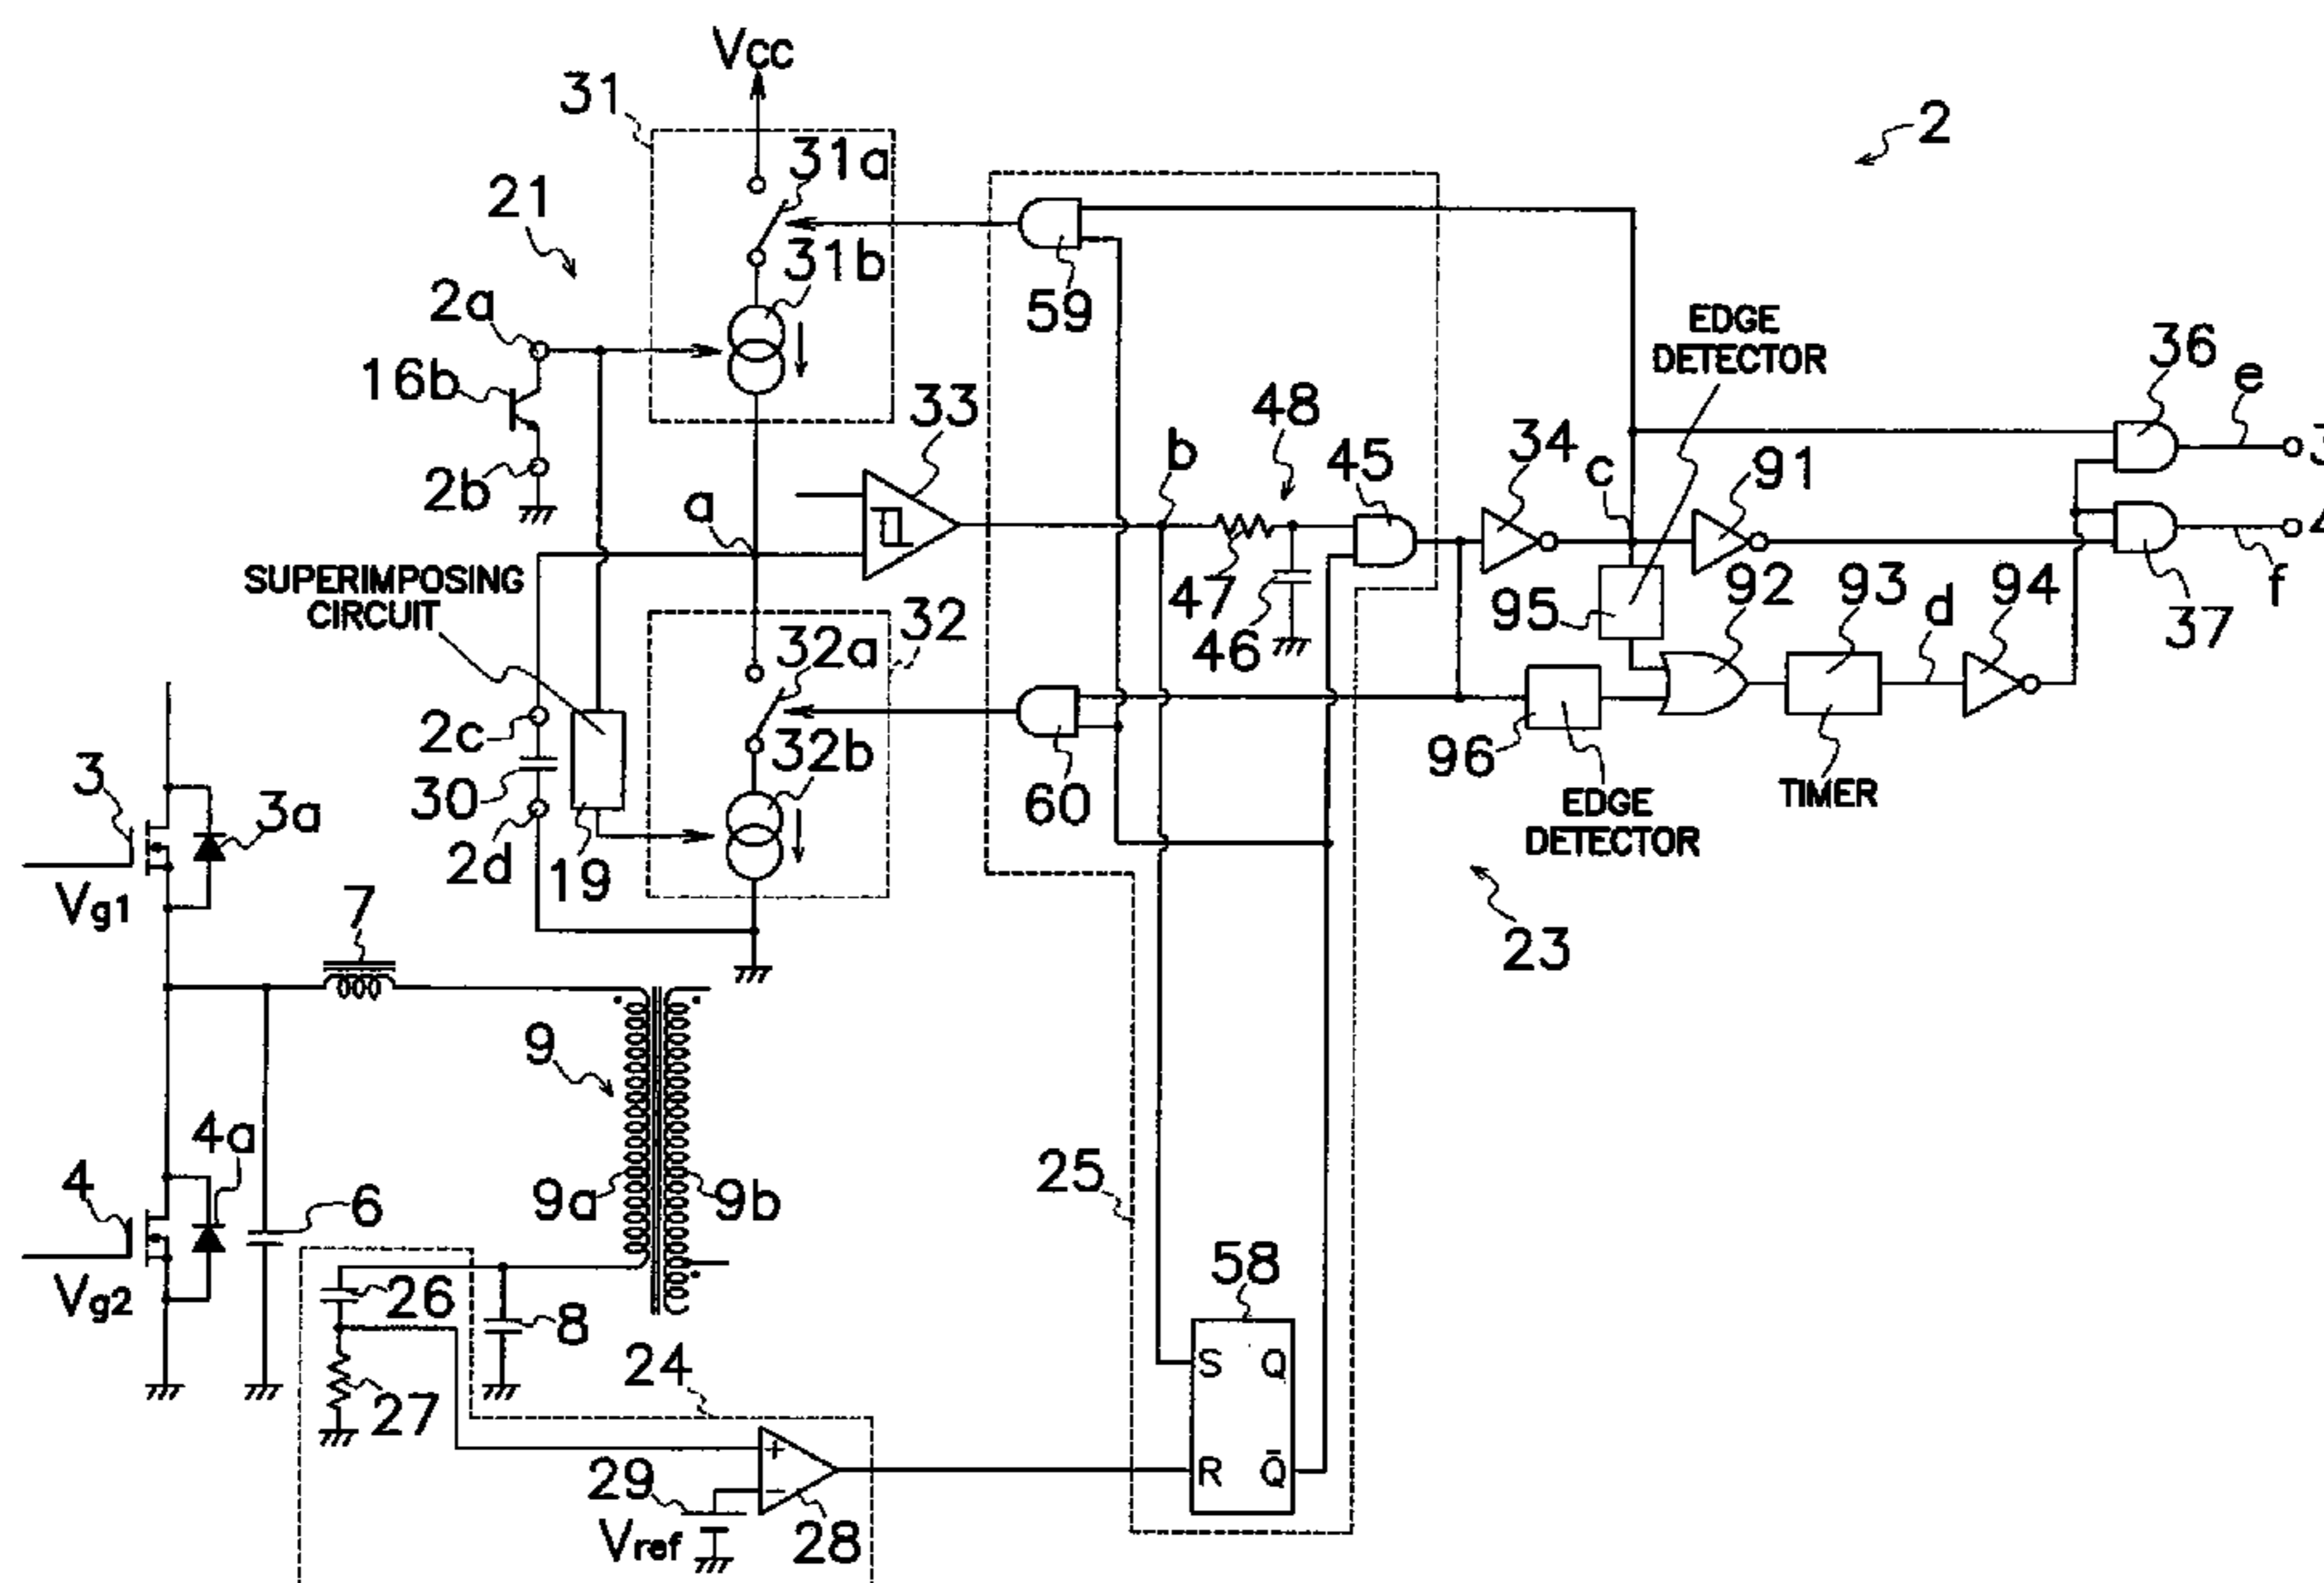 Vcc
31
2
31a
21
31b
2a
59
EDGE
DETECTOR
36
e
16b
33
48
3
b
45
34
c
91
2b
a
4
SUPERIMPOSING
CIRCUIT
47
95
92
93
94
f
32
46
d
37
32a
2c
96
3
32b
30
60
TIMER
3a
EDGE
DETECTOR
2d
19
Vg1
7
23
9
4a
25
4
9a
9b
6
58
Vg2
26
8
24
S
Q
27
29
R
Q̄
+
−
Vref
28